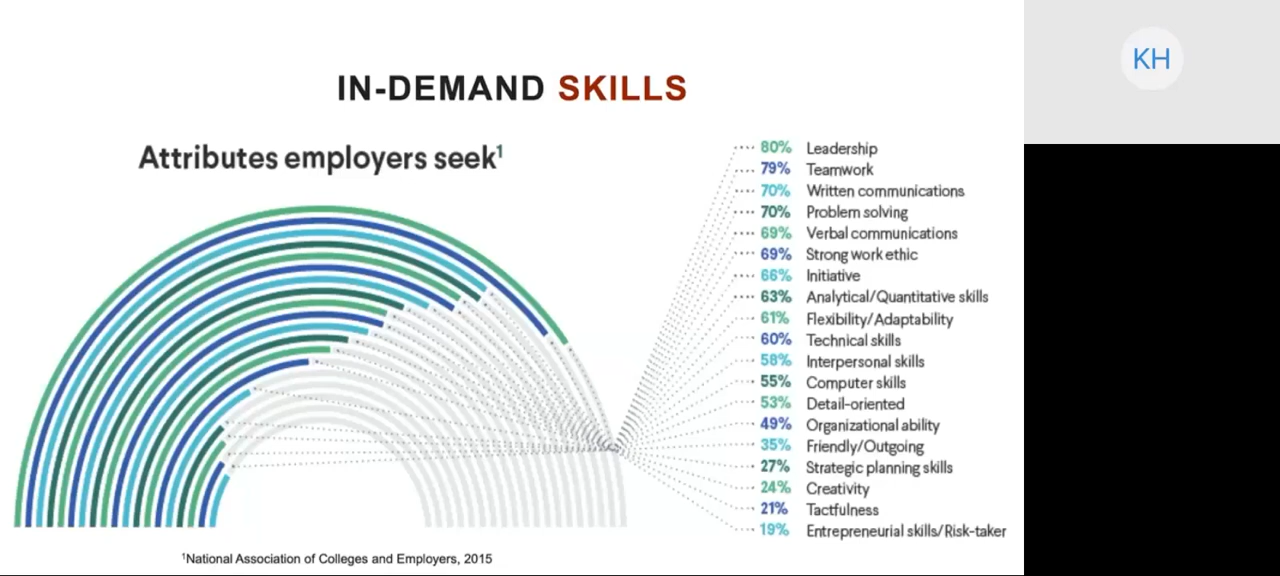 KH
IN-DEMAND SKILLS
Attributes employers seek¹
80% Leadership
79% Teamwork
70% Written communications
70% Problem solving
69% Verbal communications
69% Strong work ethic
66% Initiative
63% Analytical/Quantitative skills
61% Flexibility/Adaptability
60% Technical skills
58% Interpersonal skills
55% Computer skills
53% Detail-oriented
49% Organizational ability
35% Friendly/Outgoing
27% Strategic planning skills
24% Creativity
21% Tactfulness
19% Entrepreneurial skills/Risk-taker
¹National Association of Colleges and Employers, 2015